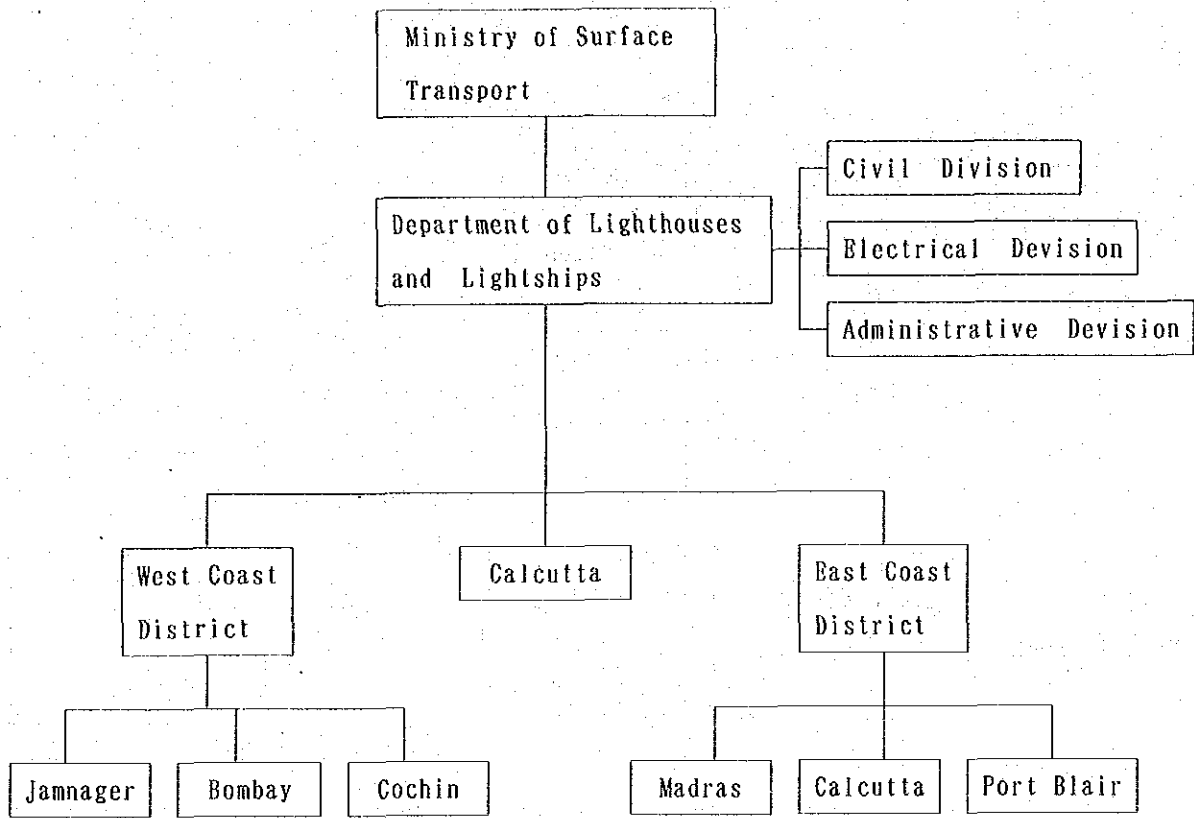 Ministry of Surface
Transport
Civil Division
Department of Lighthouses
and Lightships
Electrical Devision
Administrative Devision
West Coast
District
Calcutta
East Coast
District
Jamnager
Bombay
Cochin
Madras
Calcutta
Port Blair